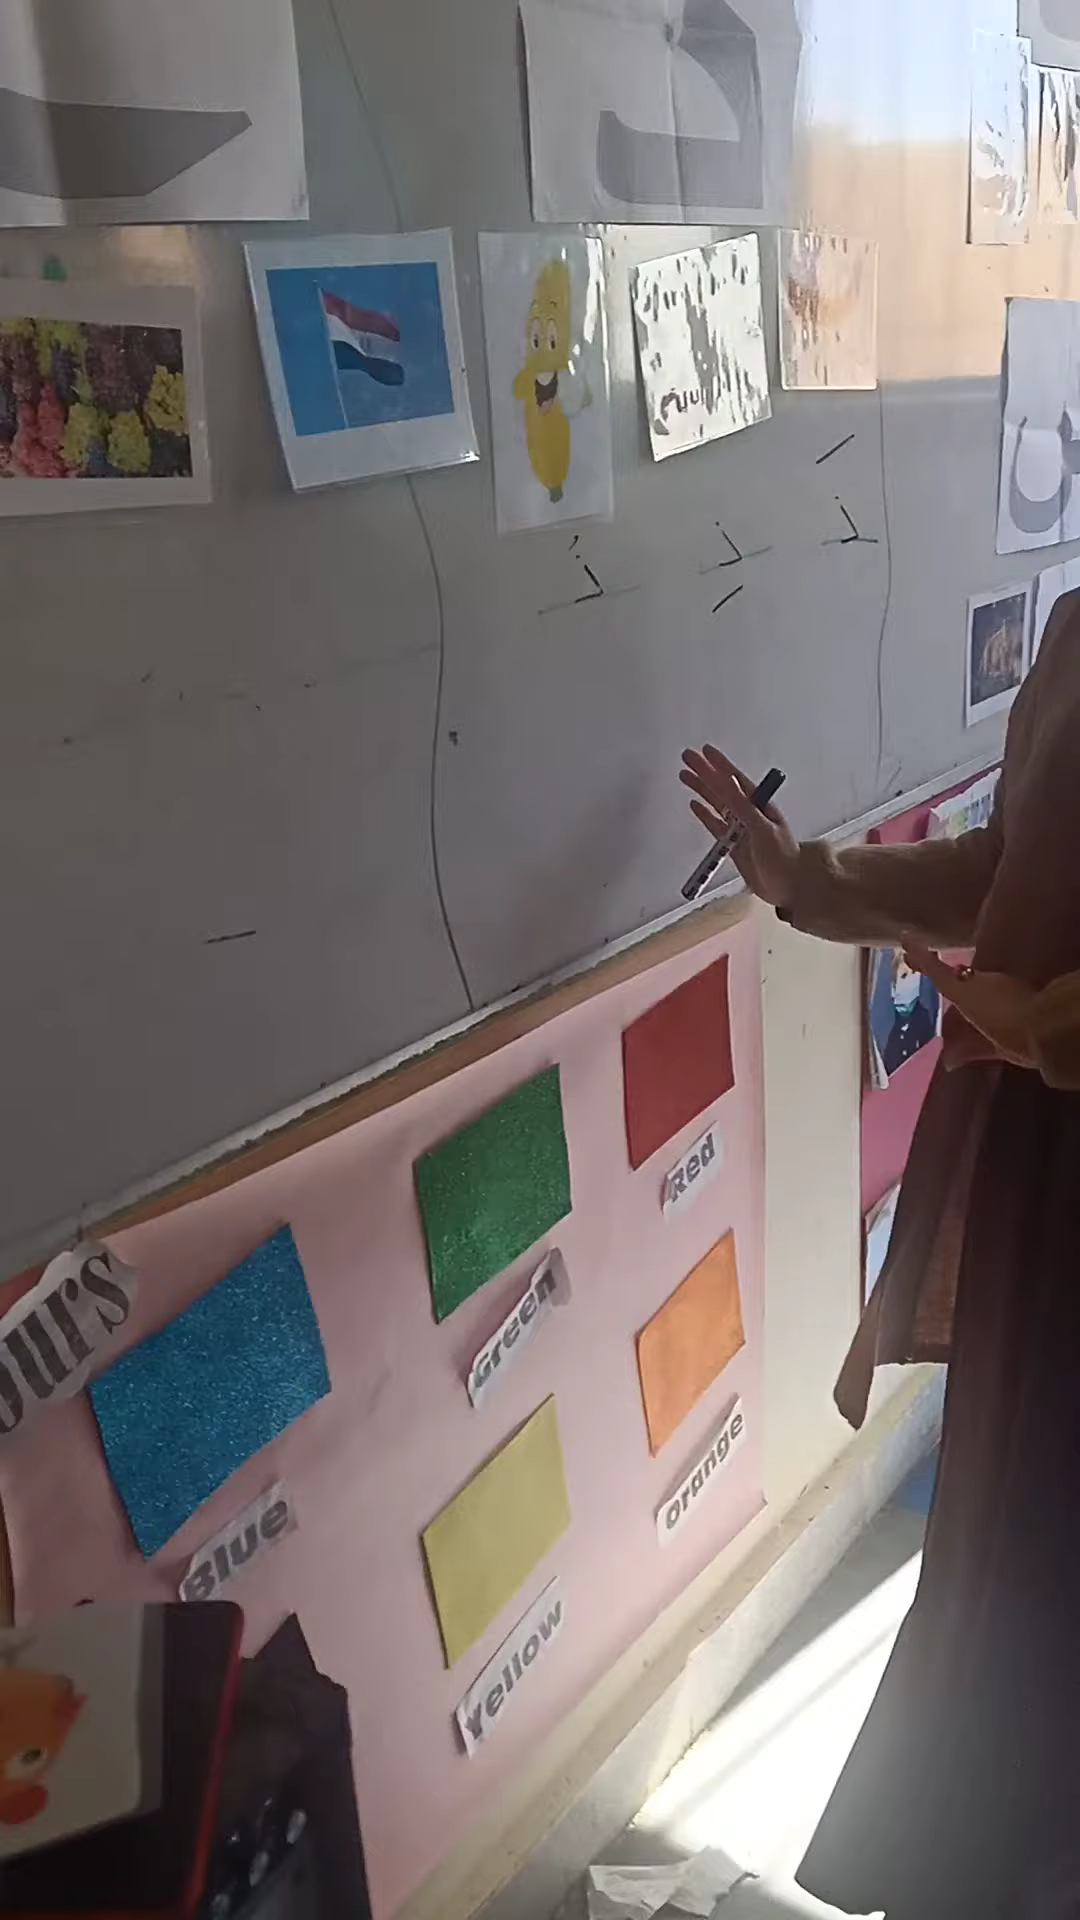 ذَ ذِ ذُ
ours
Red
Green
Blue
orange
Yellow